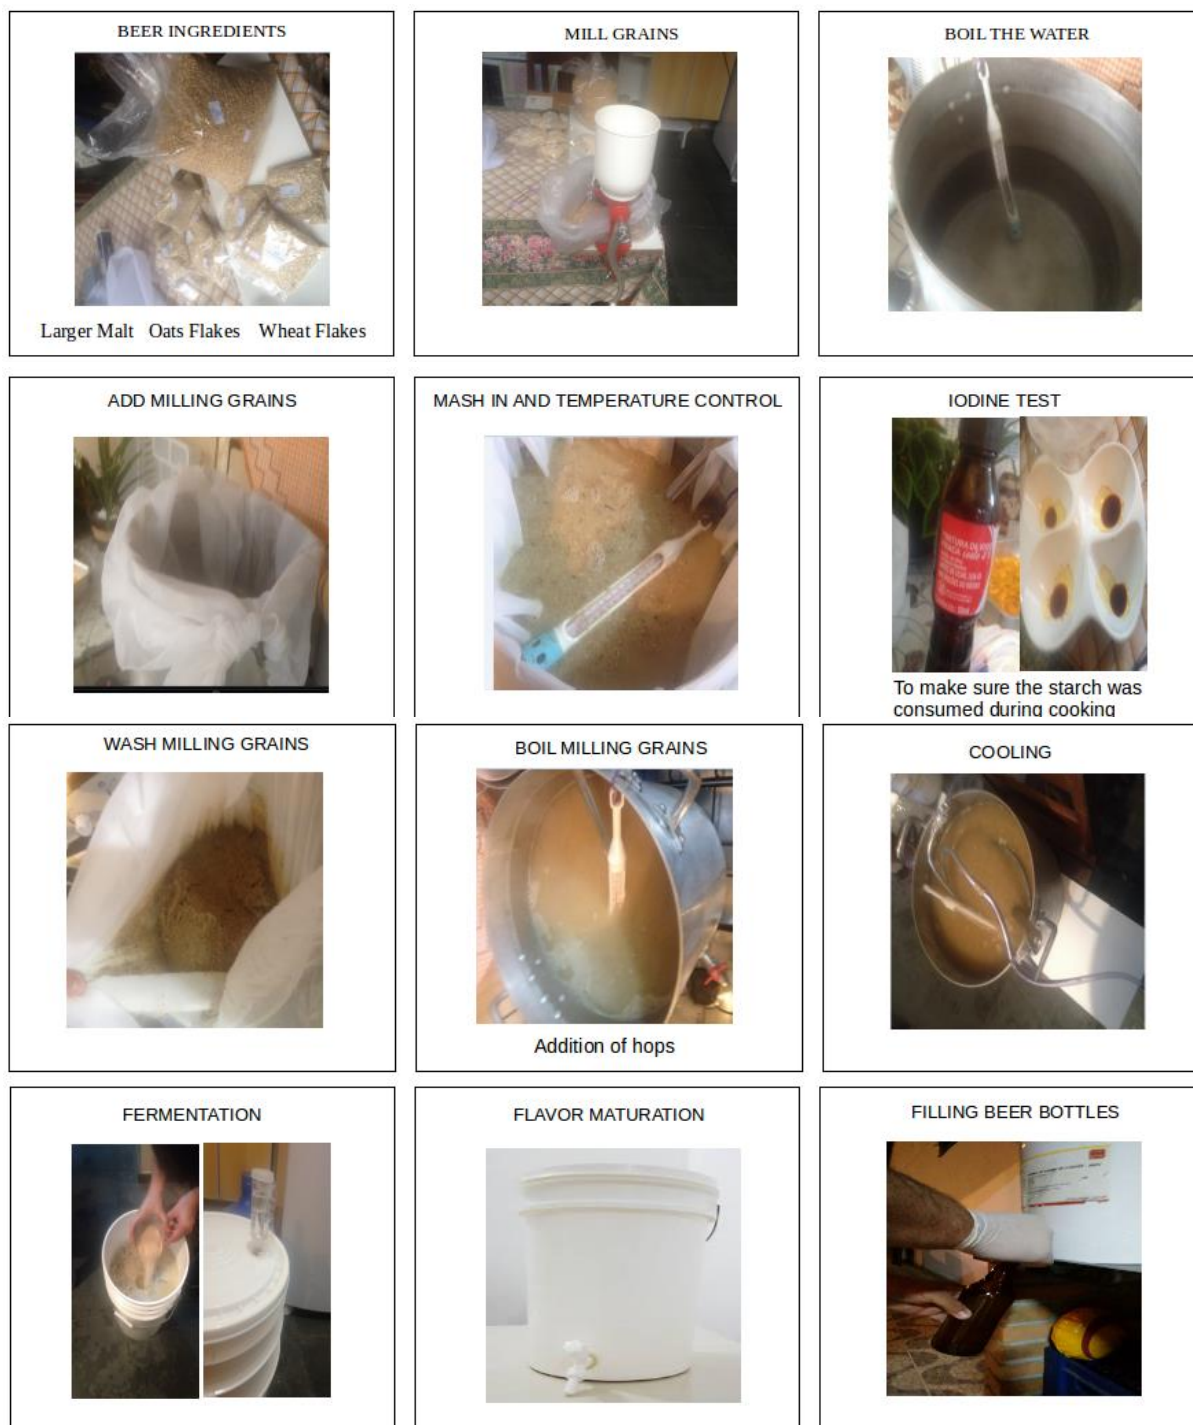 BEER INGREDIENTS
MILL GRAINS
BOIL THE WATER
Larger Malt Oats Flakes Wheat Flakes
ADD MILLING GRAINS
MASH IN AND TEMPERATURE CONTROL
IODINE TEST
To make sure the starch was
consumed during cooking
WASH MILLING GRAINS
BOIL MILLING GRAINS
COOLING
Addition of hops
FERMENTATION
FLAVOR MATURATION
FILLING BEER BOTTLES